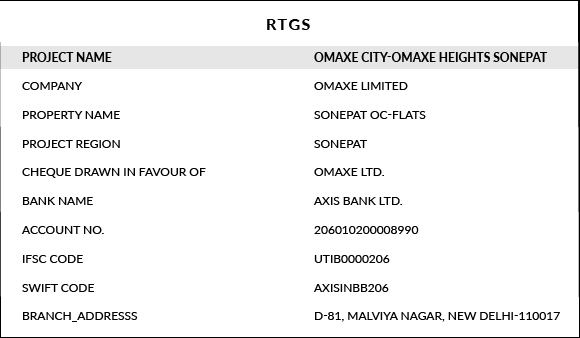 RTGS
PROJECT NAME OMAXE CITY-OMAXE HEIGHTS SONEPAT
COMPANY OMAXE LIMITED
PROPERTY NAME SONEPAT OC-FLATS
PROJECT REGION SONEPAT
CHEQUE DRAWN IN FAVOUR OF OMAXE LTD.
BANK NAME AXIS BANK LTD.
ACCOUNT NO. 206010200008990
IFSC CODE UTIB0000206
SWIFT CODE AXISINBB206
BRANCH_ADDRESSS D-81, MALVIYA NAGAR, NEW DELHI-110017